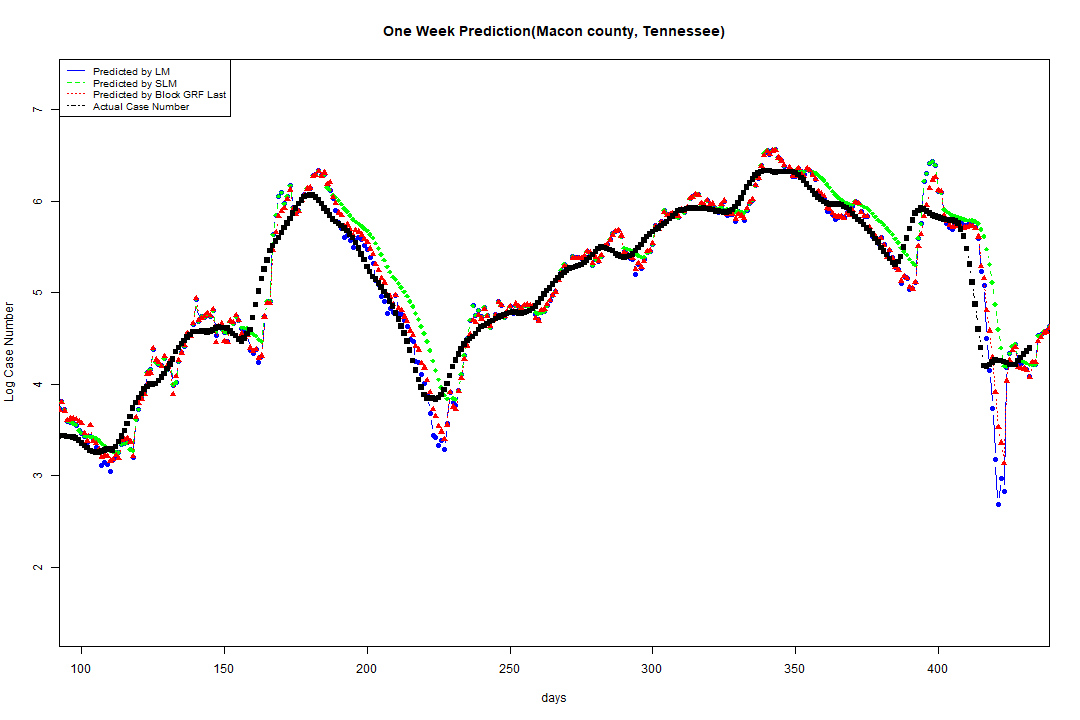 One Week Prediction(Macon county, Tennessee)
Predicted by LM
Predicted by SLM
Predicted by Block GRF Last
Actual Case Number
7
6
5
4
3
2
Log Case Number
100 150 200 250 300 350 400
days